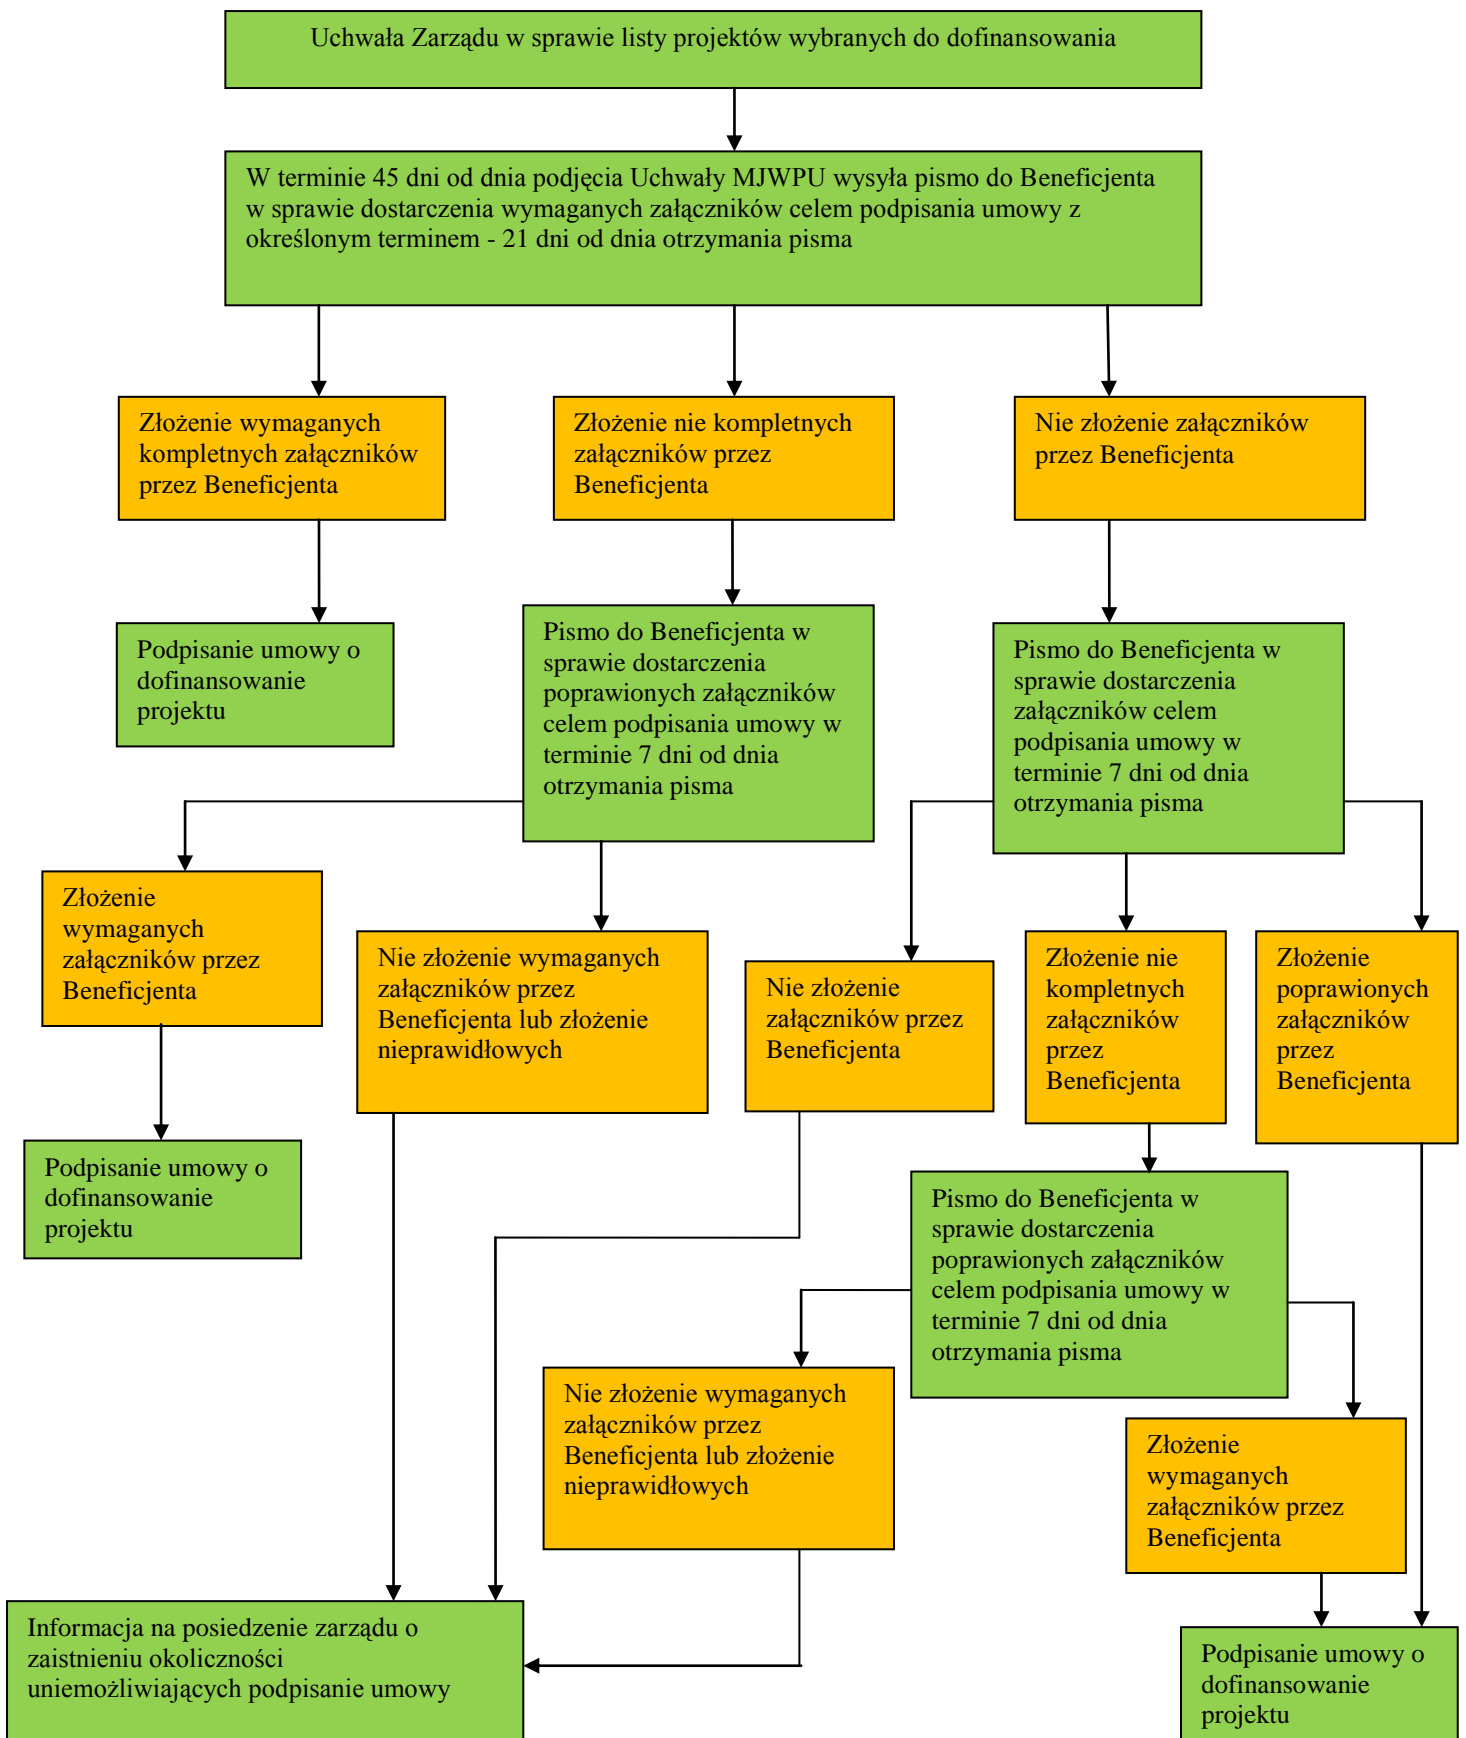 Uchwała Zarządu w sprawie listy projektów wybranych do dofinansowania
W terminie 45 dni od dnia podjęcia Uchwały MJWPU wysyła pismo do Beneficjenta
w sprawie dostarczenia wymaganych załączników celem podpisania umowy z
określonym terminem - 21 dni od dnia otrzymania pisma
Złożenie wymaganych
kompletnych załączników
przez Beneficjenta
Złożenie nie kompletnych
załączników przez
Beneficjenta
Nie złożenie załączników
przez Beneficjenta
Podpisanie umowy o
dofinansowanie
projektu
Pismo do Beneficjenta w
sprawie dostarczenia
poprawionych załączników
celem podpisania umowy w
terminie 7 dni od dnia
otrzymania pisma
Pismo do Beneficjenta w
sprawie dostarczenia
załączników celem
podpisania umowy w
terminie 7 dni od dnia
otrzymania pisma
Złożenie
wymaganych
załączników przez
Beneficjenta
Nie złożenie wymaganych
załączników przez
Beneficjenta lub złożenie
nieprawidłowych
Nie złożenie
załączników przez
Beneficjenta
Złożenie nie
kompletnych
załączników
przez
Beneficjenta
Złożenie
poprawionych
załączników
przez
Beneficjenta
Podpisanie umowy o
dofinansowanie
projektu
Pismo do Beneficjenta w
sprawie dostarczenia
poprawionych załączników
celem podpisania umowy w
terminie 7 dni od dnia
otrzymania pisma
Nie złożenie wymaganych
załączników przez
Beneficjenta lub złożenie
nieprawidłowych
Złożenie
wymaganych
załączników przez
Beneficjenta
Informacja na posiedzenie zarządu o
zaistnieniu okoliczności
uniemożliwiających podpisanie umowy
Podpisanie umowy o
dofinansowanie
projektu